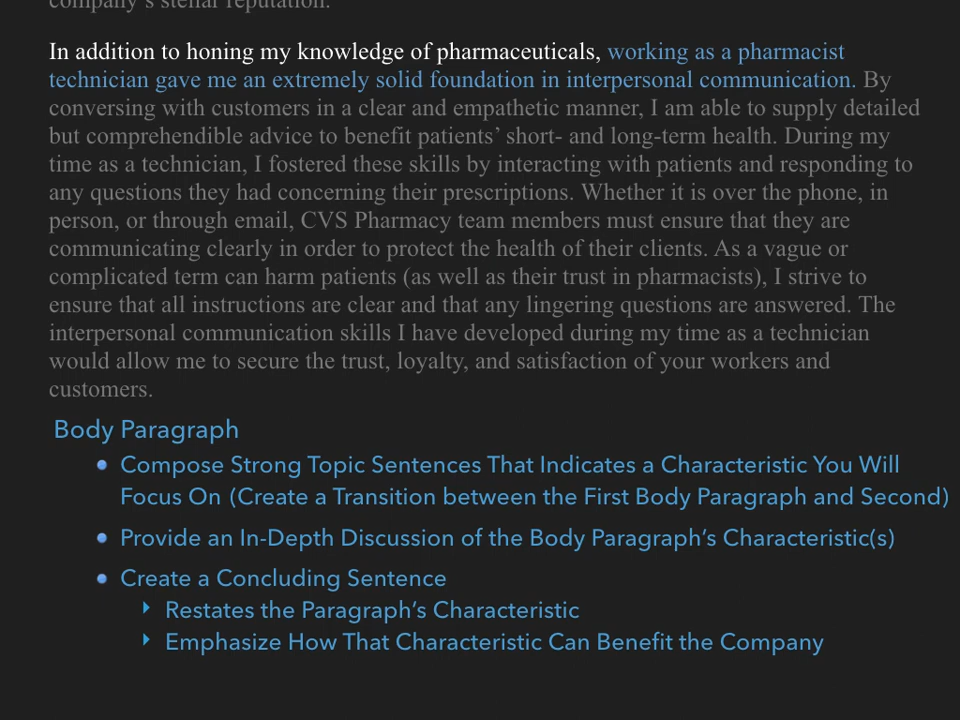 company's stellar reputation.
In addition to honing my knowledge of pharmaceuticals, working as a pharmacist
technician gave me an extremely solid foundation in interpersonal communication. By
conversing with customers in a clear and empathetic manner, I am able to supply detailed
but comprehendible advice to benefit patients' short- and long-term health. During my
time as a technician, I fostered these skills by interacting with patients and responding to
any questions they had concerning their prescriptions. Whether it is over the phone, in
person, or through email, CVS Pharmacy team members must ensure that they are
communicating clearly in order to protect the health of their clients. As a vague or
complicated term can harm patients (as well as their trust in pharmacists), I strive to
ensure that all instructions are clear and that any lingering questions are answered. The
interpersonal communication skills I have developed during my time as a technician
would allow me to secure the trust, loyalty, and satisfaction of your workers and
customers.
Body Paragraph
Compose Strong Topic Sentences That Indicates a Characteristic You Will
Focus On (Create a Transition between the First Body Paragraph and Second)
Provide an In-Depth Discussion of the Body Paragraph's Characteristic(s)
Create a Concluding Sentence
Restates the Paragraph's Characteristic
Emphasize How That Characteristic Can Benefit the Company